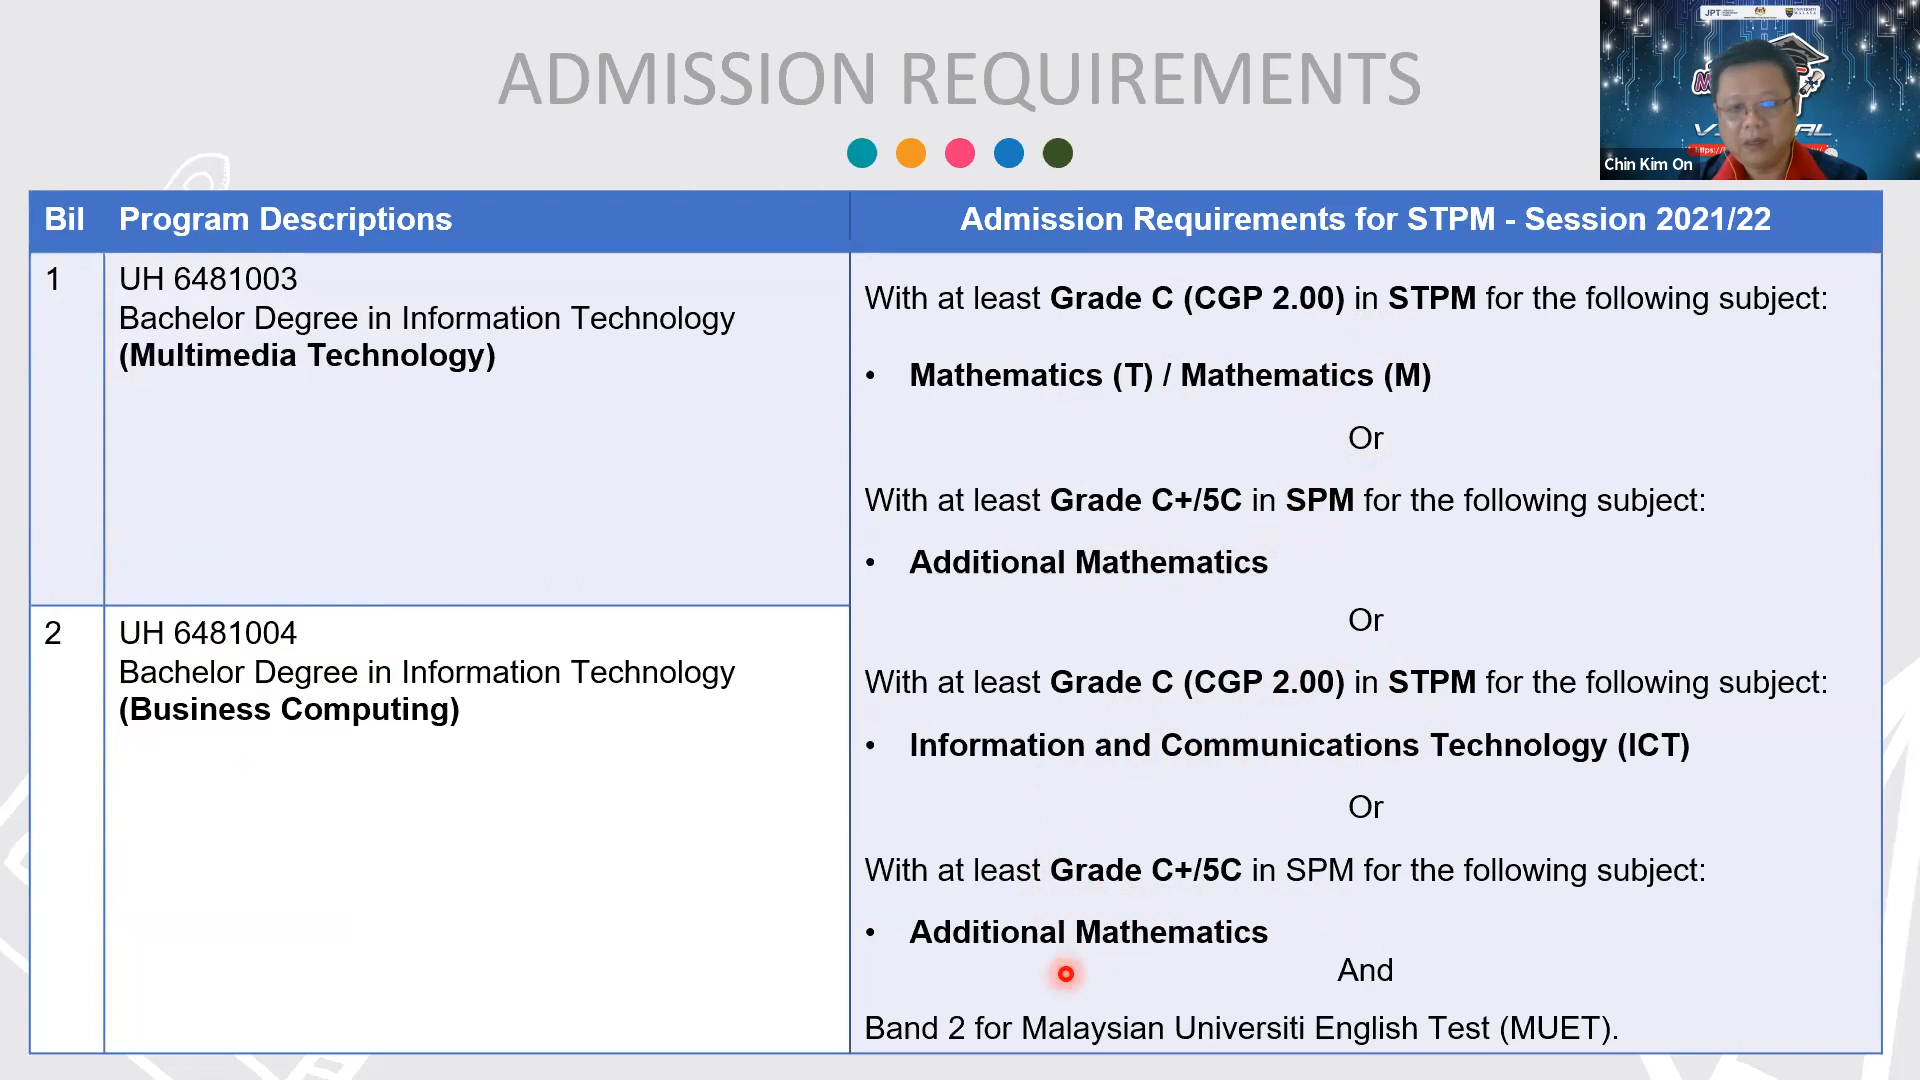 ADMISSION REQUIREMENTS
JPT
Chin Kim On
Bil Program Descriptions Admission Requirements for STPM - Session 2021/22
1 UH 6481003
Bachelor Degree in Information Technology
(Multimedia Technology)
2 UH 6481004
Bachelor Degree in Information Technology
(Business Computing)
With at least Grade C (CGP 2.00) in STPM for the following subject:
• Mathematics (T) / Mathematics (M)
Or
With at least Grade C+/5C in SPM for the following subject:
• Additional Mathematics
Or
With at least Grade C (CGP 2.00) in STPM for the following subject:
• Information and Communications Technology (ICT)
Or
With at least Grade C+/5C in SPM for the following subject:
• Additional Mathematics
And
Band 2 for Malaysian Universiti English Test (MUET).